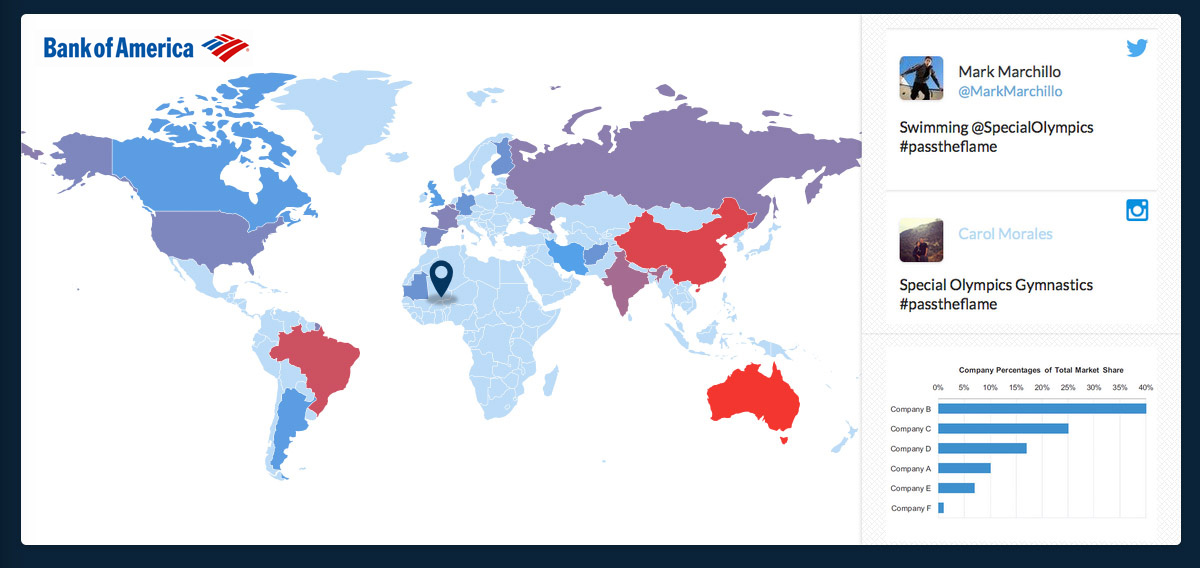 Bank of America
Mark Marchillo
@MarkMarchillo
Swimming @SpecialOlympics
#passtheflame
Carol Morales
Special Olympics Gymnastics
#passtheflame
Company Percentages of Total Market Share
0% 5% 10% 15% 20% 25% 30% 35% 40%
Company B
Company C
Company D
Company A
Company E
Company F